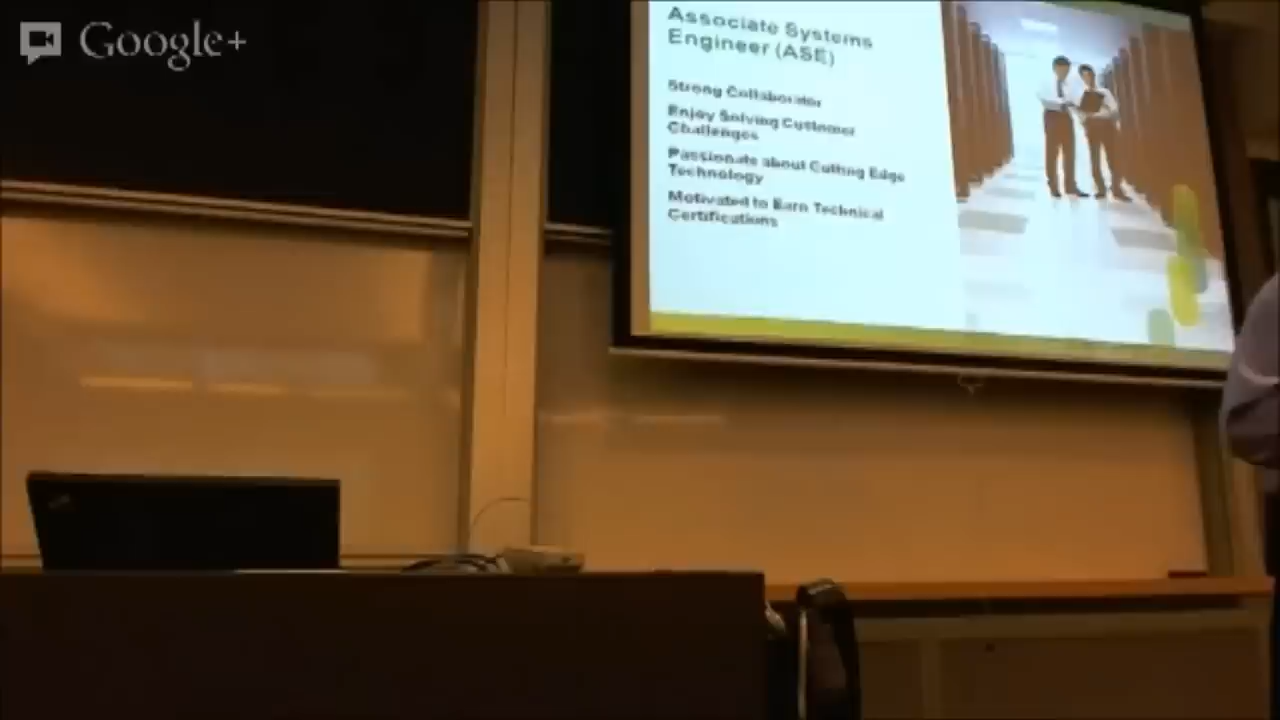 Google+
Associate Systems
Engineer (ASE)
Strong Collaborator
Enjoy Solving Customer
Challenges
Passionate about Cutting Edge
Technology
Motivated to Earn Technical
Certifications